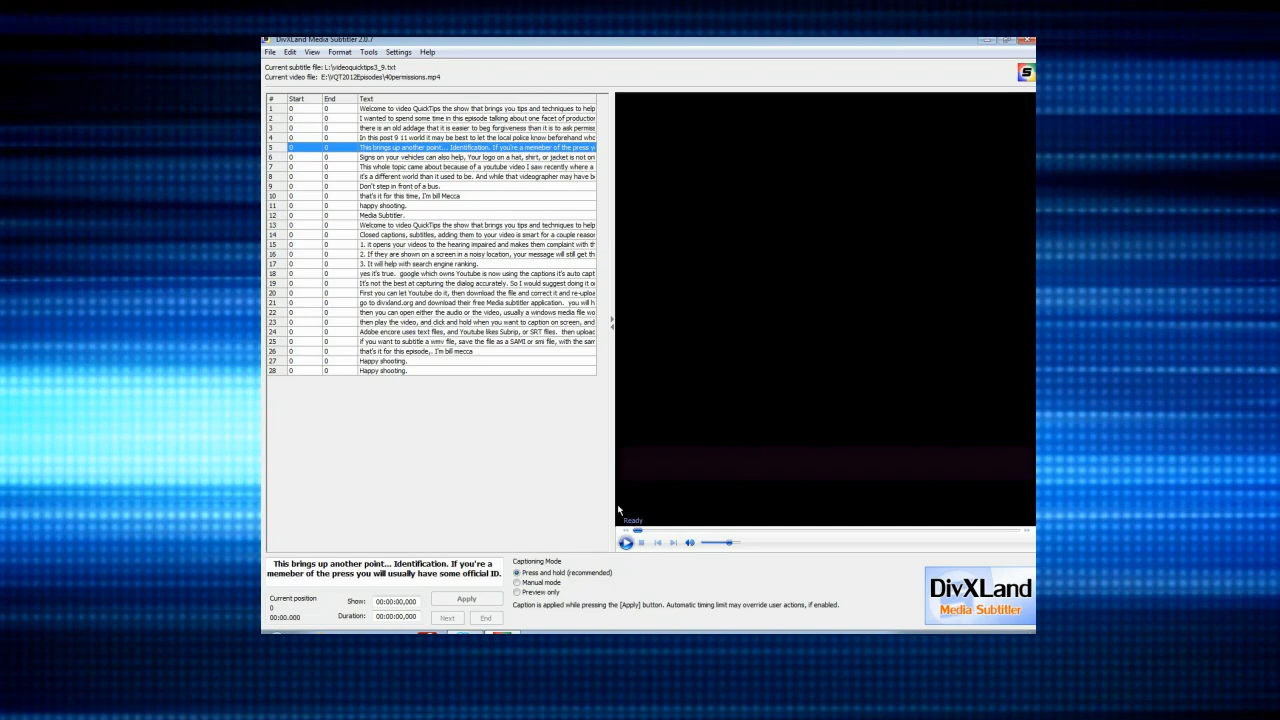 DivXLand Media Subtitler 2.0.7
File Edit View Format Tools Settings Help
Current subtitle file: L:\videoquicktips3_9.txt
Current video file: E:\VQT2012Episodes\40permissions.mp4
# Start End Text
1 0 0 Welcome to video QuickTips the show that brings you tips and techniques to help
2 0 0 I wanted to spend some time in this episode talking about one facet of production
3 0 0 there is an old addage that it is easier to beg forgiveness than it is to ask permiss
4 0 0 In this post 9 11 world it may be best to let the local police know beforehand who
5 0 0 This brings up another point... Identification. If you're a memeber of the press y
6 0 0 Signs on your vehicles can also help, Your logo on a hat, shirt, or jacket is not on
7 0 0 This whole topic came about because of a youtube video I saw recently where a
8 0 0 it's a different world than it used to be. And while that videographer may have be
9 0 0 Don't step in front of a bus.
10 0 0 that's it for this time, I'm bill Mecca
11 0 0 happy shooting.
12 0 0 Media Subtitler.
13 0 0 Welcome to video QuickTips the show that brings you tips and techniques to help
14 0 0 Closed captions, subtitles, adding them to your video is smart for a couple reason
15 0 0 1. it opens your videos to the hearing impaired and makes them complaint with th
16 0 0 2. If they are shown on a screen in a noisy location, your message will still get th
17 0 0 3. It will help with search engine ranking.
18 0 0 yes it's true. google which owns Youtube is now using the captions it's auto capt
19 0 0 It's not the best at capturing the dialog accurately. So I would suggest doing it o
20 0 0 First you can let Youtube do it, then download the file and correct it and re-uploa
21 0 0 go to divxland.org and download their free Media subtitler application. you will h
22 0 0 then you can open either the audio or the video, usually a windows media file wo
23 0 0 then play the video, and click and hold when you want to caption on screen, and
24 0 0 Adobe encore uses text files, and Youtube likes Subrip, or SRT files. then upload
25 0 0 if you want to subtitle a wmv file, save the file as a SAMI or smi file, with the sam
26 0 0 that's it for this episode,. I'm bill mecca
27 0 0 Happy shooting.
28 0 0 Happy shooting.
Ready
This brings up another point... Identification. If you're a
memeber of the press you will usually have some official ID.
Current position
0
00:00.000
Show: 00:00:00,000
Duration: 00:00:00,000
Apply
Next End
Captioning Mode
Press and hold (recommended)
Manual mode
Preview only
Caption is applied while pressing the [Apply] button. Automatic timing limit may override user actions, if enabled.
DivXLand
Media Subtitler